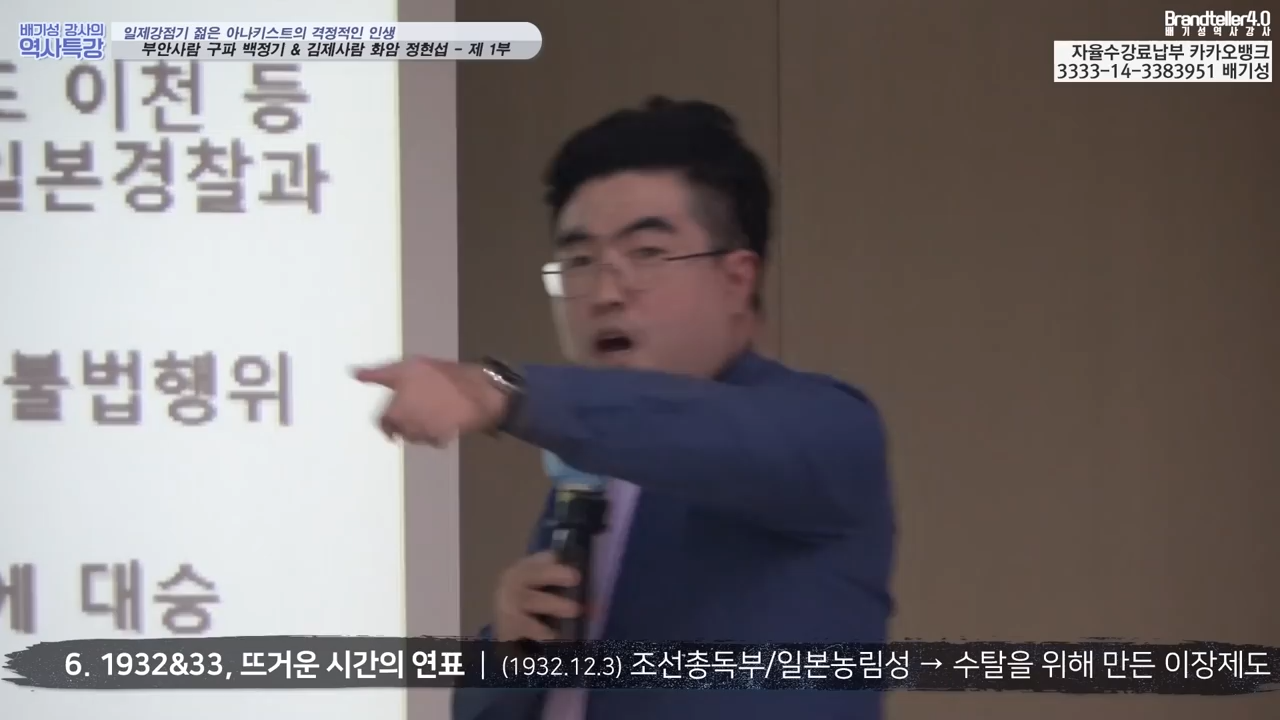 배기성 강사의
역사특강
일제강점기 젊은 아나키스트의 격정적인 인생
부안사람 구파 백정기 & 김제사람 화암 정현섭 - 제 1부
Brandteller4.0
배기성역사강사
자율수강료납부 카카오뱅크
3333-14-3383951 배기성
도 이천 등
일본경찰과
불법행위
에 대승
6. 1932&33, 뜨거운 시간의 연표 | (1932.12.3) 조선총독부/일본농림성 → 수탈을 위해 만든 이장제도